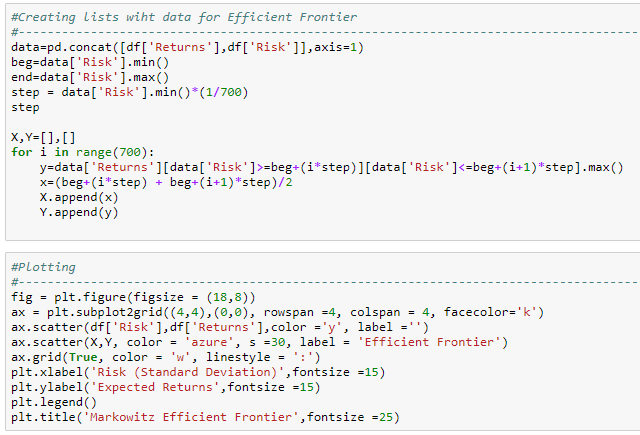 #Creating lists wiht data for Efficient Frontier
#--------------------------------------------------------------------------------
data=pd.concat([df['Returns'],df['Risk']],axis=1)
beg=data['Risk'].min()
end=data['Risk'].max()
step = data['Risk'].min()*(1/700)
step
X,Y=[],[]
for i in range(700):
    y=data['Returns'][data['Risk']>=beg+(i*step)][data['Risk']<=beg+(i+1)*step].max()
    x=(beg+(i*step) + beg+(i+1)*step)/2
    X.append(x)
    Y.append(y)
#Plotting
#--------------------------------------------------------------------------------
fig = plt.figure(figsize = (18,8))
ax = plt.subplot2grid((4,4),(0,0), rowspan =4, colspan = 4, facecolor='k')
ax.scatter(df['Risk'],df['Returns'],color ='y', label ='')
ax.scatter(X,Y, color = 'azure', s =30, label = 'Efficient Frontier')
ax.grid(True, color = 'w', linestyle = ':')
plt.xlabel('Risk (Standard Deviation)',fontsize =15)
plt.ylabel('Expected Returns',fontsize =15)
plt.legend()
plt.title('Markowitz Efficient Frontier',fontsize =25)